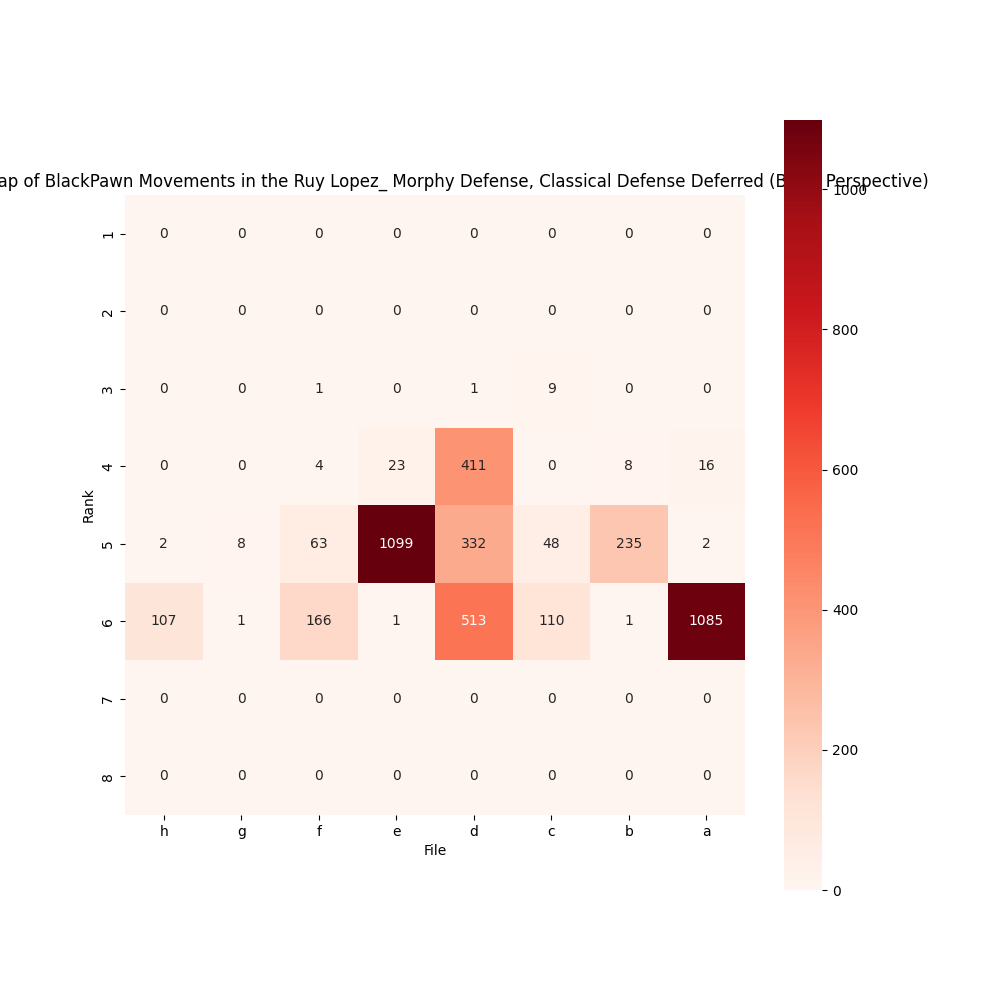 ap of BlackPawn Movements in the Ruy Lopez_ Morphy Defense, Classical Defense Deferred (B Perspective)
1000
800
600
400
200
0
Rank
1 0 0 0 0 0 0 0 0
2 0 0 0 0 0 0 0 0
3 0 0 1 0 1 9 0 0
4 0 0 4 23 411 0 8 16
5 2 8 63 1099 332 48 235 2
6 107 1 166 1 513 110 1 1085
7 0 0 0 0 0 0 0 0
8 0 0 0 0 0 0 0 0
h g f e d c b a
File